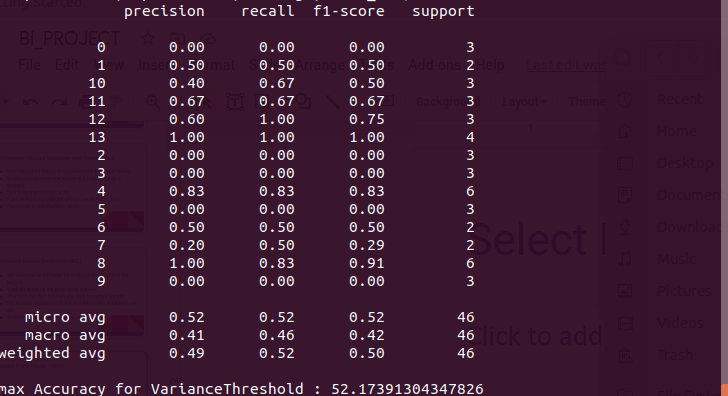 precision recall f1-score support
0 0.00 0.00 0.00 3
1 0.50 0.50 0.50 2
10 0.40 0.67 0.50 3
11 0.67 0.67 0.67 3
12 0.60 1.00 0.75 3
13 1.00 1.00 1.00 4
2 0.00 0.00 0.00 3
3 0.00 0.00 0.00 3
4 0.83 0.83 0.83 6
5 0.00 0.00 0.00 3
6 0.50 0.50 0.50 2
7 0.20 0.50 0.29 2
8 1.00 0.83 0.91 6
9 0.00 0.00 0.00 3
micro avg 0.52 0.52 0.52 46
macro avg 0.41 0.46 0.42 46
weighted avg 0.49 0.52 0.50 46
max Accuracy for VarianceThreshold : 52.17391304347826
BI_PROJECT
File Edit View
Arrange
Add-ons Help
Background Layout Theme
Select
Click to add
Recent
Home
Desktop
Music
Pictures
Videos
Trash